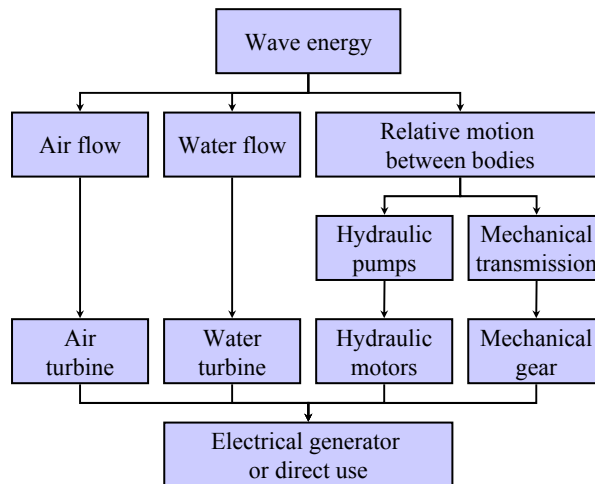 Wave energy
Air flow
Water flow
Relative motion
between bodies
Hydraulic
pumps
Mechanical
transmission
Air
turbine
Water
turbine
Hydraulic
motors
Mechanical
gear
Electrical generator
or direct use